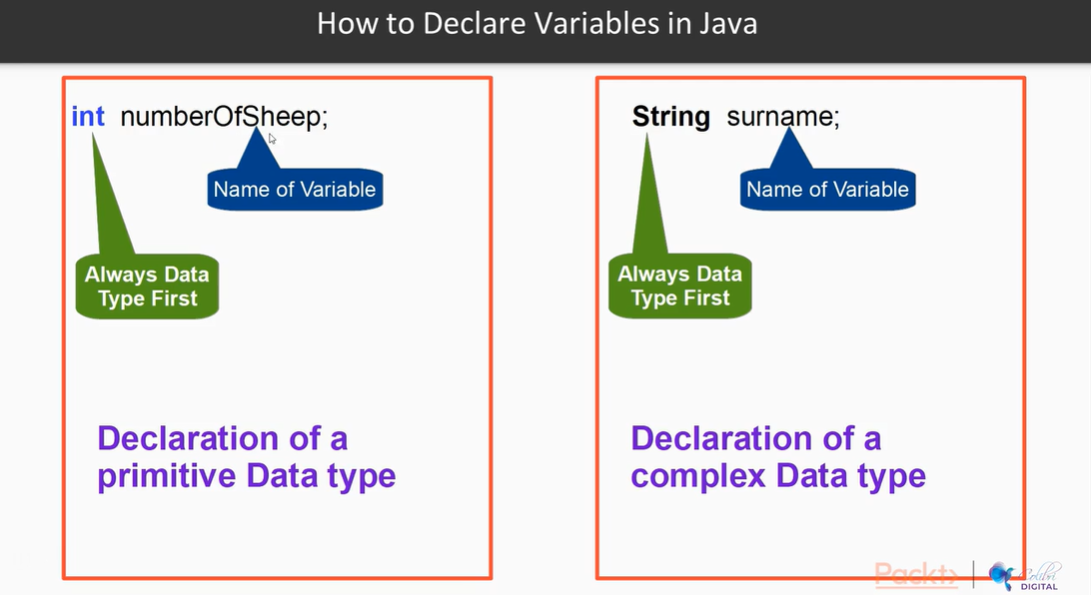 How to Declare Variables in Java
int numberOfSheep;
Name of Variable
Always Data
Type First
Declaration of a
primitive Data type
String surname;
Name of Variable
Always Data
Type First
Declaration of a
complex Data type
Packt
Colibri
DIGITAL